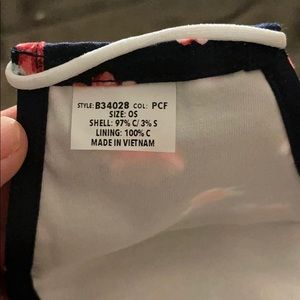 STYLE: B34028 COL: PCF
SIZE: OS
SHELL: 97% C/3% S
LINING: 100% C
MADE IN VIETNAM